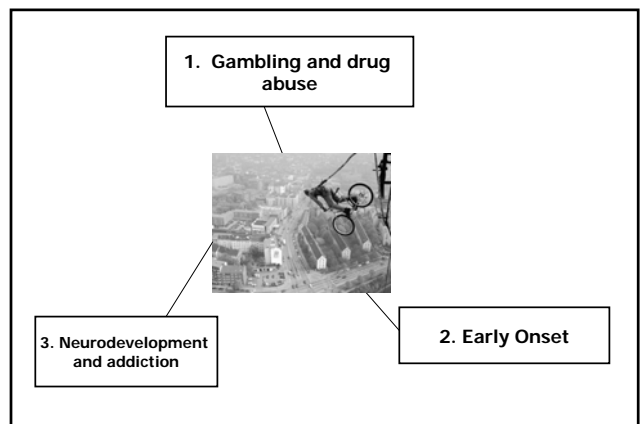 1. Gambling and drug
abuse
2. Early Onset
3. Neurodevelopment
and addiction